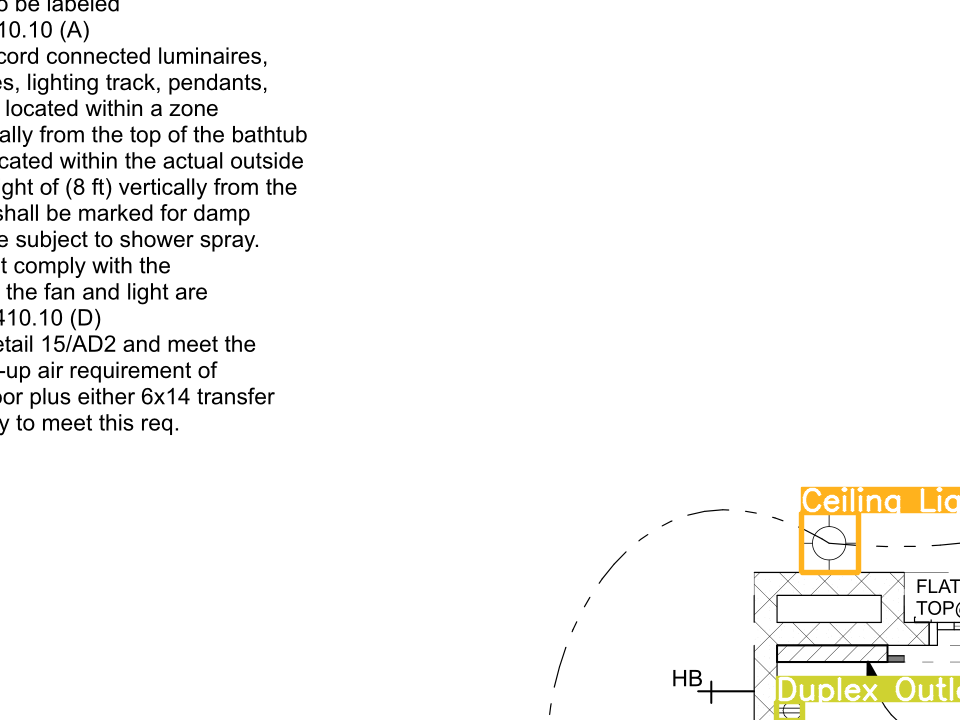 o be labeled
10.10 (A)
cord connected luminaires,
es, lighting track, pendants,
located within a zone
ally from the top of the bathtub
cated within the actual outside
ght of (8 ft) vertically from the
shall be marked for damp
e subject to shower spray.
t comply with the
the fan and light are
410.10 (D)
etail 15/AD2 and meet the
-up air requirement of
oor plus either 6x14 transfer
y to meet this req.
Ceiling Lig
FLAT
TOP@
HB
Duplex Outle